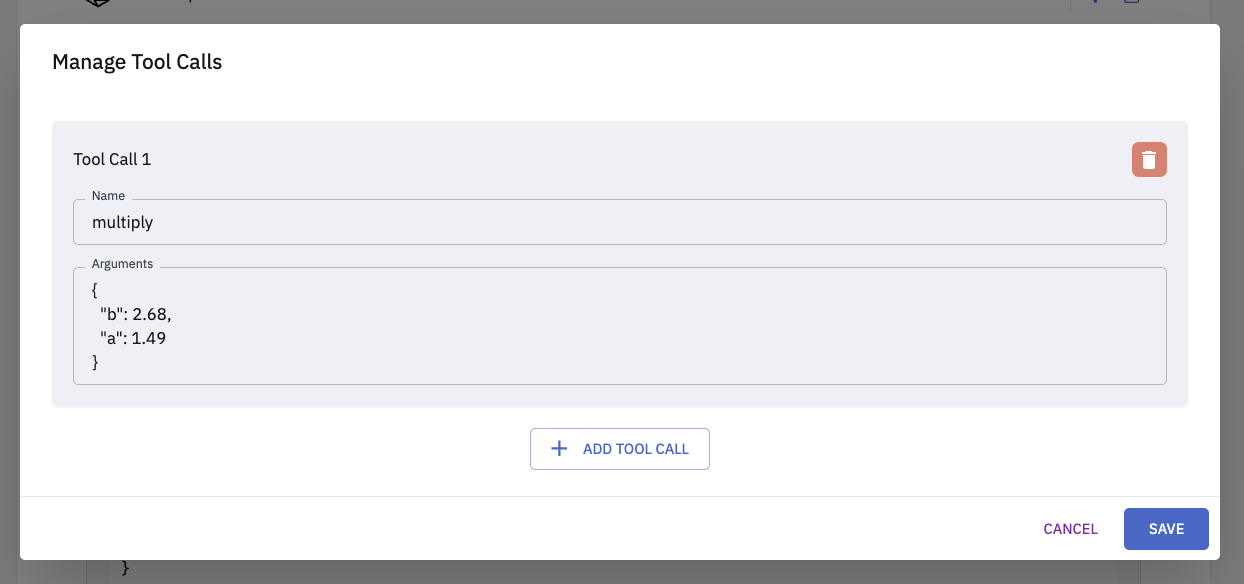 Manage Tool Calls
Tool Call 1
Name
multiply
Arguments
{
"b": 2.68,
"a": 1.49
}
ADD TOOL CALL
CANCEL
SAVE
}